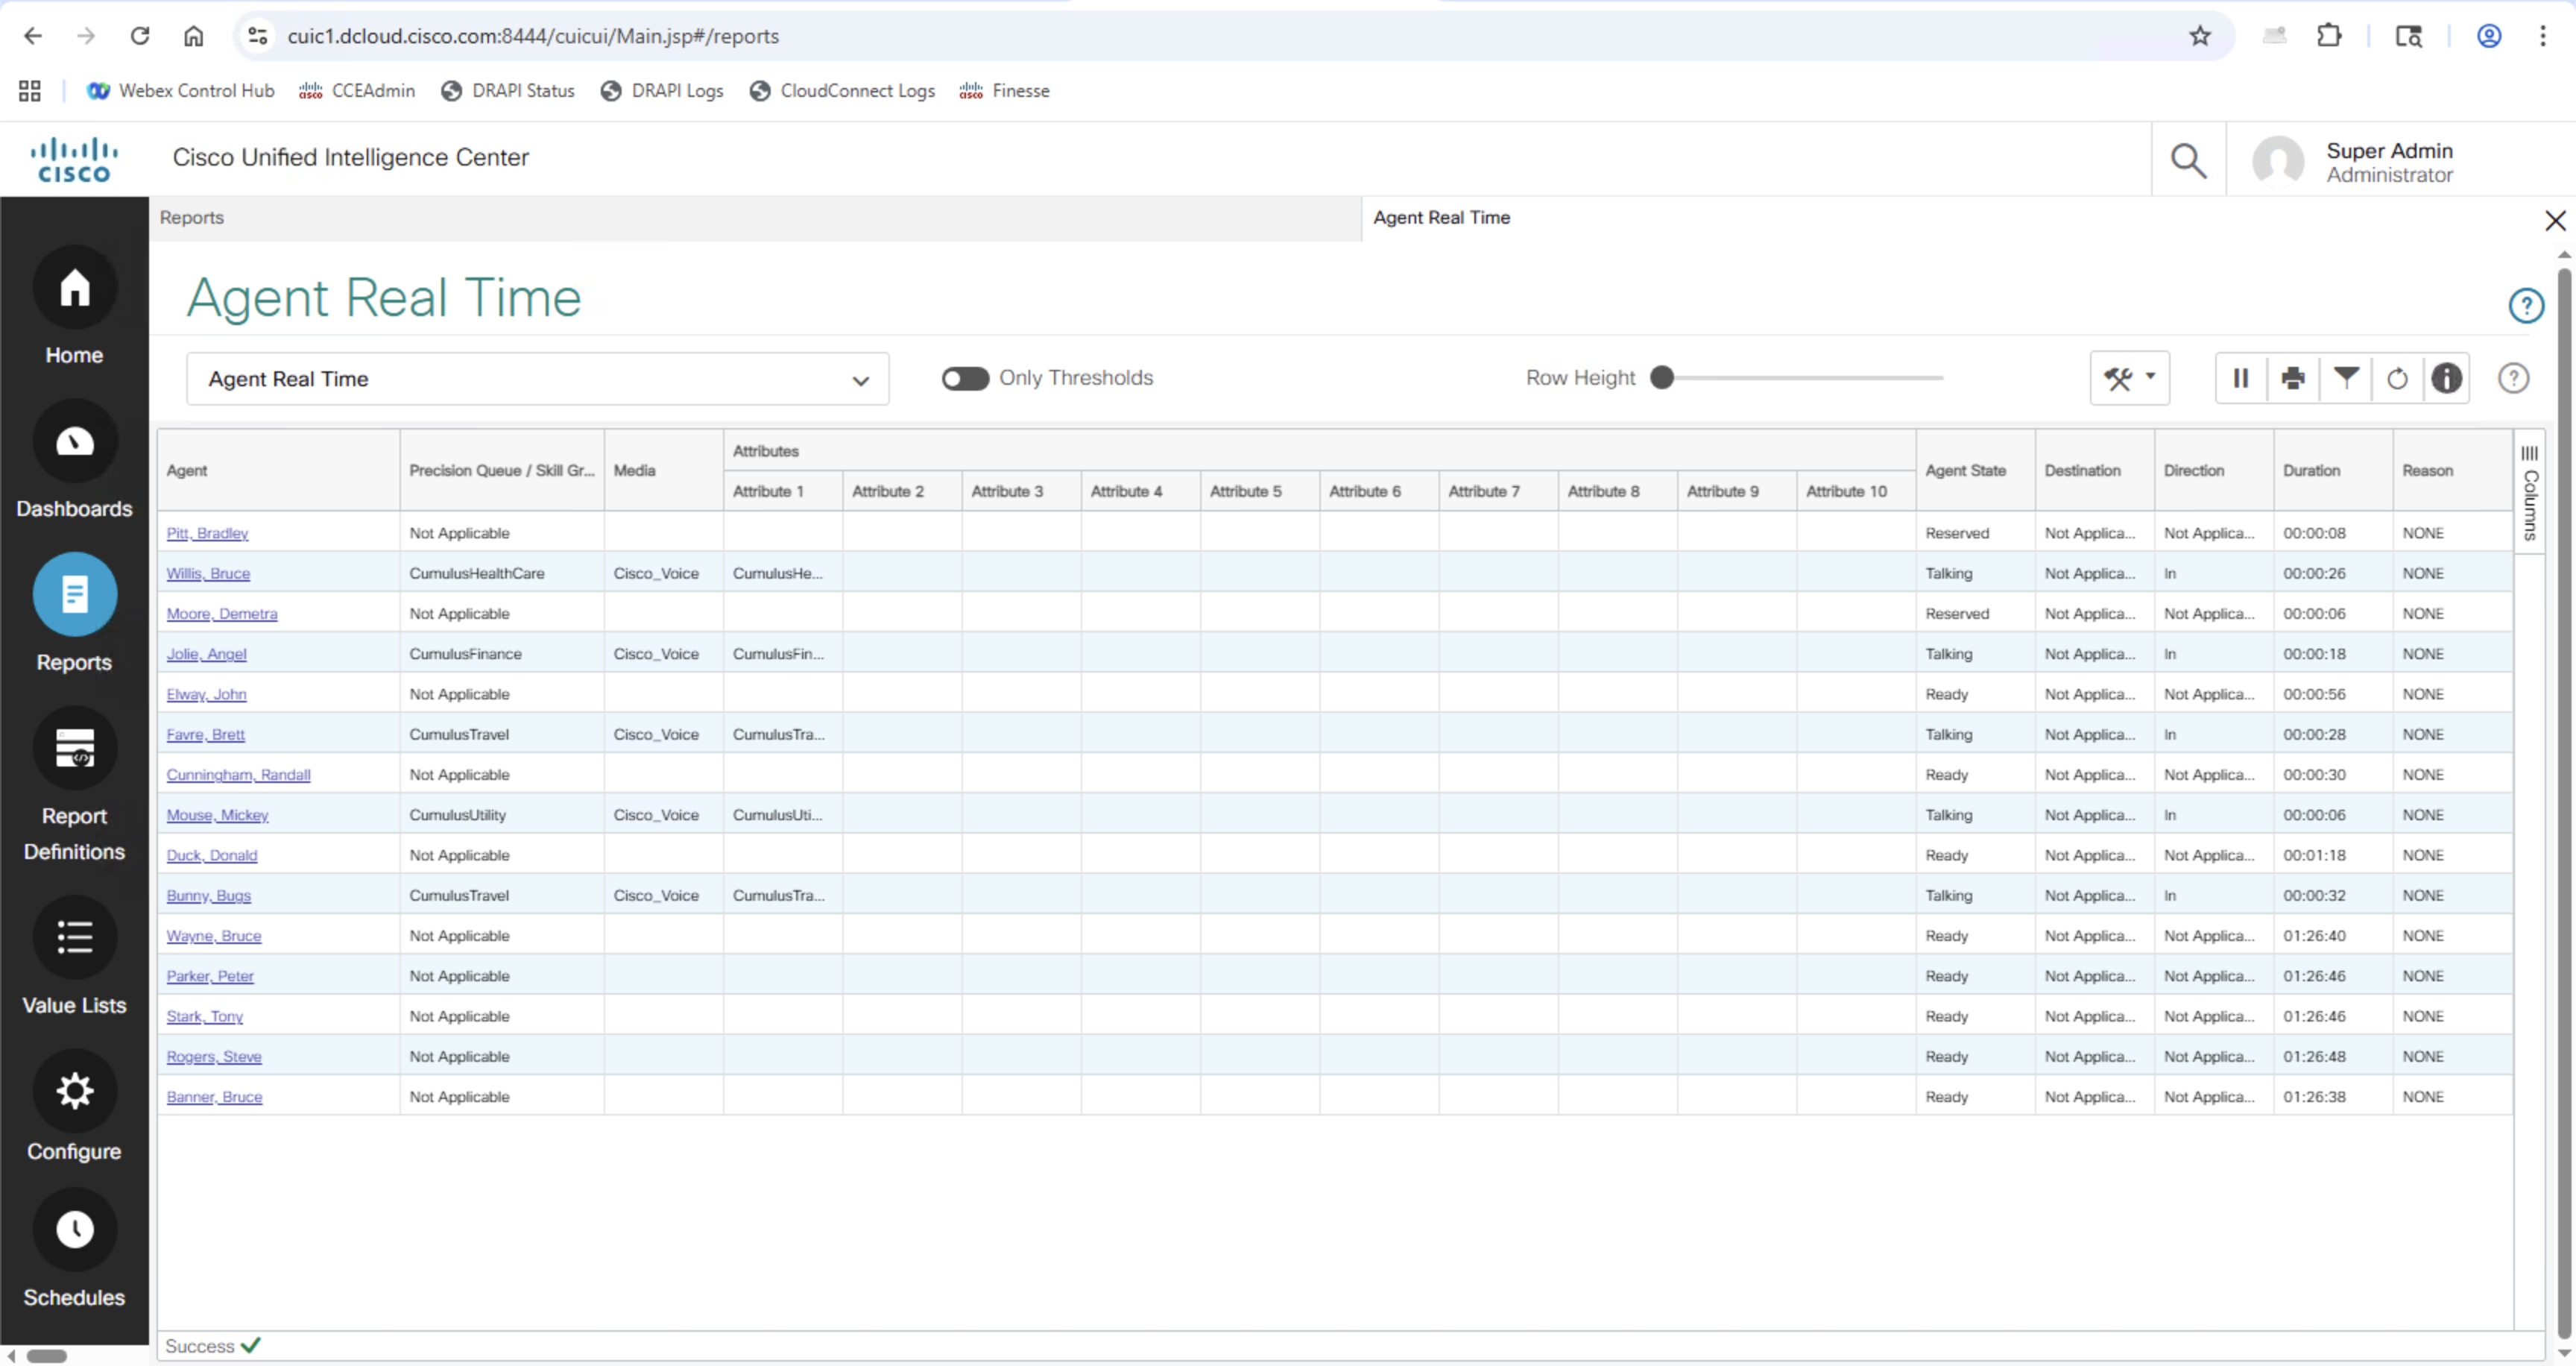 cuic1.dcloud.cisco.com:8444/cuicui/Main.jsp#/reports
Webex Control Hub CCEAdmin DRAPI Status DRAPI Logs CloudConnect Logs Finesse
CISCO Cisco Unified Intelligence Center Super Admin
Administrator
Reports Agent Real Time
Agent Real Time
Agent Real Time Only Thresholds Row Height
Home
Dashboards
Reports
Report
Definitions
Value Lists
Configure
Schedules
Attributes
Agent Precision Queue / Skill Gr... Media Agent State Destination Direction Duration Reason
Attribute 1 Attribute 2 Attribute 3 Attribute 4 Attribute 5 Attribute 6 Attribute 7 Attribute 8 Attribute 9 Attribute 10
Columns
Pitt, Bradley Not Applicable Reserved Not Applica... Not Applica... 00:00:08 NONE
Willis, Bruce CumulusHealthCare Cisco_Voice CumulusHe... Talking Not Applica... In 00:00:26 NONE
Moore, Demetra Not Applicable Reserved Not Applica... Not Applica... 00:00:06 NONE
Jolie, Angel CumulusFinance Cisco_Voice CumulusFin... Talking Not Applica... In 00:00:18 NONE
Elway, John Not Applicable Ready Not Applica... Not Applica... 00:00:56 NONE
Favre, Brett CumulusTravel Cisco_Voice CumulusTra... Talking Not Applica... In 00:00:28 NONE
Cunningham, Randall Not Applicable Ready Not Applica... Not Applica... 00:00:30 NONE
Mouse, Mickey CumulusUtility Cisco_Voice CumulusUti... Talking Not Applica... In 00:00:06 NONE
Duck, Donald Not Applicable Ready Not Applica... Not Applica... 00:01:18 NONE
Bunny, Bugs CumulusTravel Cisco_Voice CumulusTra... Talking Not Applica... In 00:00:32 NONE
Wayne, Bruce Not Applicable Ready Not Applica... Not Applica... 01:26:40 NONE
Parker, Peter Not Applicable Ready Not Applica... Not Applica... 01:26:46 NONE
Stark, Tony Not Applicable Ready Not Applica... Not Applica... 01:26:46 NONE
Rogers, Steve Not Applicable Ready Not Applica... Not Applica... 01:26:48 NONE
Banner, Bruce Not Applicable Ready Not Applica... Not Applica... 01:26:38 NONE
Success